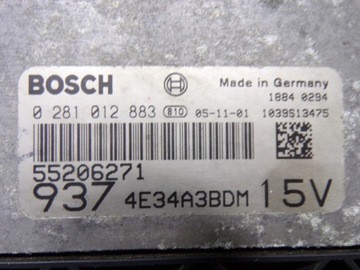 BOSCH Made in Germany
1884 0294
0 281 012 883 810 05-11-01 1039S13475
55206271
937 4E34A3BDM 15V